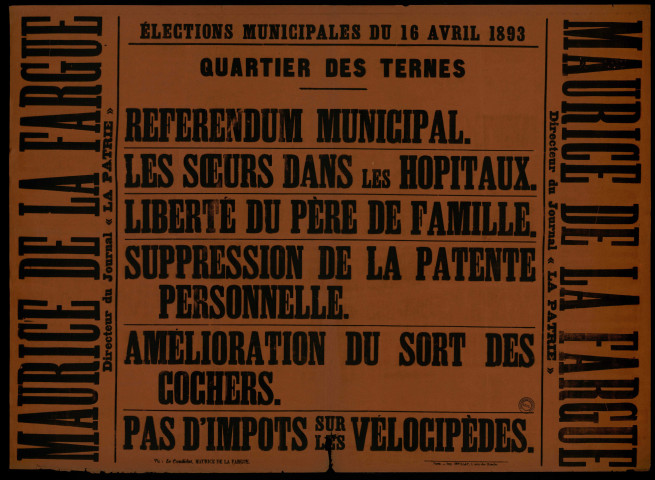 MAURICE DE LA FARGUE
Directeur du Journal « LA PATRIE »
ÉLECTIONS MUNICIPALES DU 16 AVRIL 1893
QUARTIER DES TERNES
REFERENDUM MUNICIPAL.
LES SŒURS DANS LES HOPITAUX.
LIBERTÉ DU PÈRE DE FAMILLE.
SUPPRESSION DE LA PATENTE
PERSONNELLE.
AMÉLIORATION DU SORT DES
COCHERS.
PAS D'IMPOTS SUR LES VÉLOCIPÈDES.
Vu : Le Candidat, MAURICE DE LA FARGUE.
MAURICE DE LA FARGUE
Directeur du Journal « LA PATRIE »